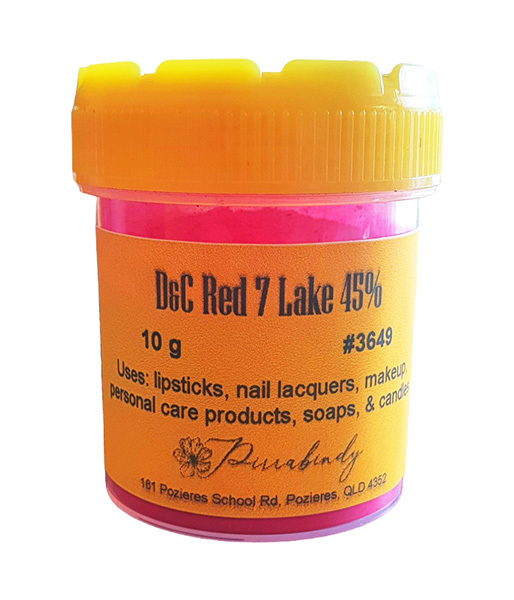 D&C Red 7 Lake 45%
10 g #3649
Uses: lipsticks, nail lacquers, makeup,
personal care products, soaps, & candles
Pirrabindy
161 Pozieres School Rd, Pozieres, QLD 4352